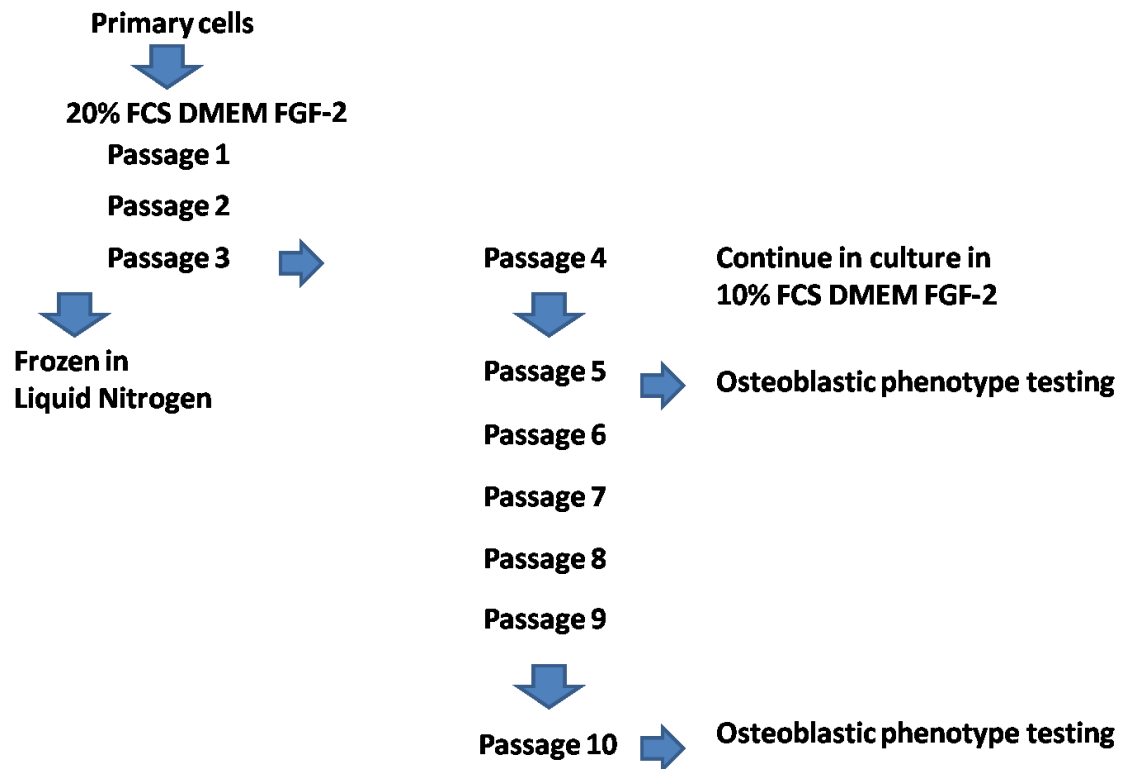 Primary cells
20% FCS DMEM FGF-2
Passage 1
Passage 2
Passage 3
Frozen in
Liquid Nitrogen
Passage 4
Continue in culture in
10% FCS DMEM FGF-2
Passage 5
Osteoblastic phenotype testing
Passage 6
Passage 7
Passage 8
Passage 9
Passage 10
Osteoblastic phenotype testing